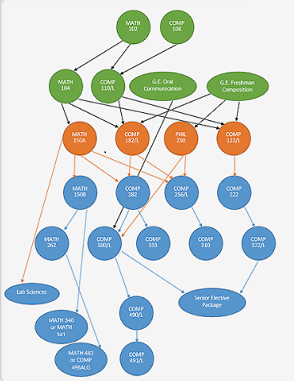 MATH
102
COMP
108
MATH
104
COMP
110/L
G.E. Oral
Communication
G.E. Freshman
Composition
MATH
150A
COMP
182/L
PHIL
230
COMP
122/L
MATH
150B
COMP
282
COMP
256/L
COMP
222
MATH
262
COMP
380/L
COMP
333
COMP
310
COMP
322/L
Lab Sciences
Senior Elective
Package
MATH 340
or MATH
341
COMP
490/L
MATH 482
or COMP
496ALG
COMP
491/L